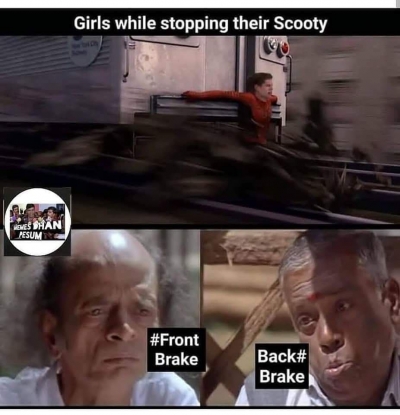 Girls while stopping their Scooty
MEMES DHAN
PESUM
#Front
Brake
Back#
Brake